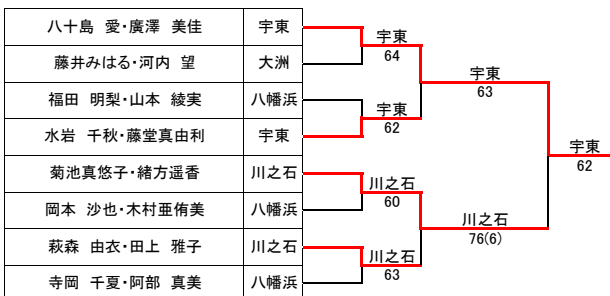 八十島 愛・廣澤 美佳 宇東
藤井みはる・河内 望 大洲
福田 明梨・山本 綾実 八幡浜
水岩 千秋・藤堂真由利 宇東
菊池真悠子・緒方遥香 川之石
岡本 沙也・木村亜侑美 八幡浜
萩森 由衣・田上 雅子 川之石
寺岡 千夏・阿部 真美 八幡浜
宇東
64
宇東
62
川之石
60
川之石
63
宇東
63
川之石
76(6)
宇東
62